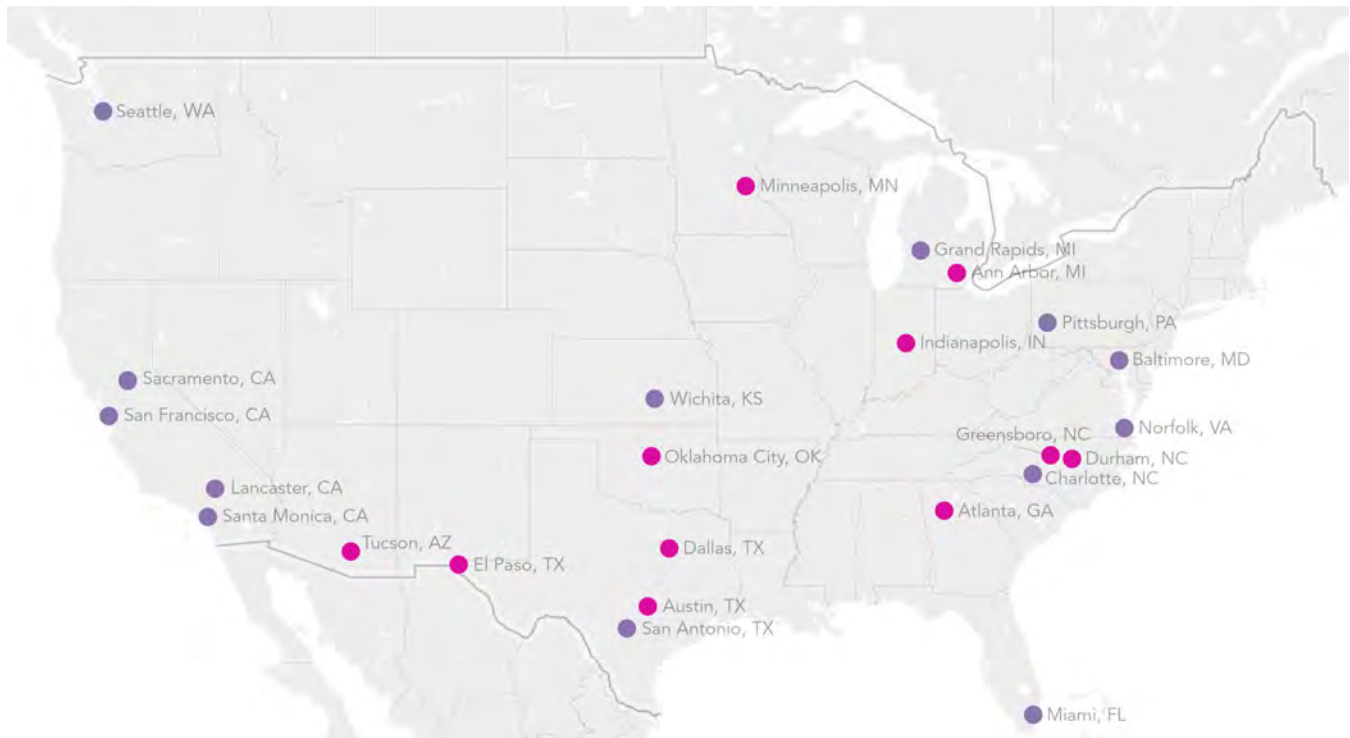 Seattle, WA
Minneapolis, MN
Grand Rapids, MI
Ann Arbor, MI
Pittsburgh, PA
Indianapolis, IN
Baltimore, MD
Sacramento, CA
Wichita, KS
San Francisco, CA
Norfolk, VA
Greensboro, NC
Oklahoma City, OK
Durham, NC
Charlotte, NC
Lancaster, CA
Atlanta, GA
Santa Monica, CA
Tucson, AZ
Dallas, TX
El Paso, TX
Austin, TX
San Antonio, TX
Miami, FL